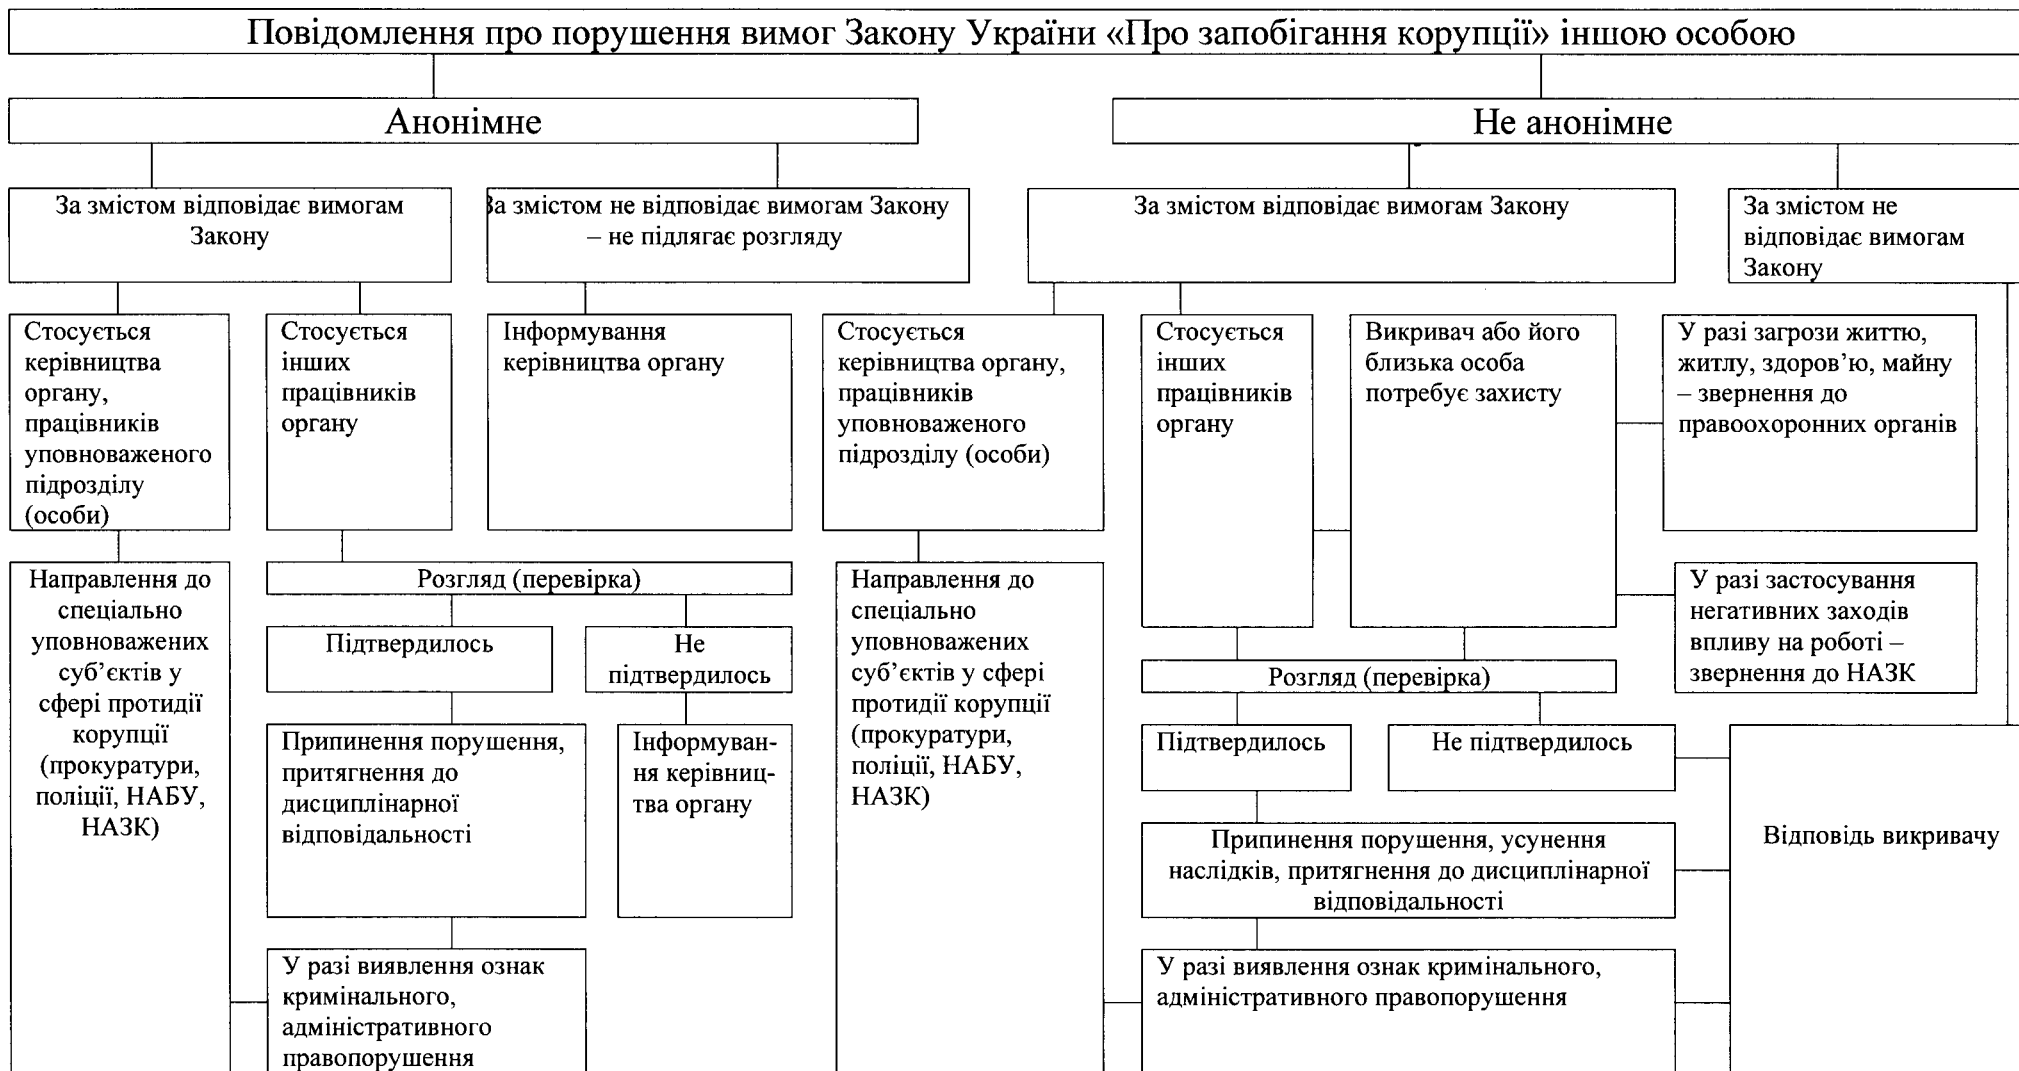 Повідомлення про порушення вимог Закону України «Про запобігання корупції» іншою особою
Анонімне
Не анонімне
За змістом відповідає вимогам
Закону
За змістом не відповідає вимогам Закону
– не підлягає розгляду
За змістом відповідає вимогам Закону
За змістом не
відповідає вимогам
Закону
Стосується
керівництва
органу,
працівників
уповноваженого
підрозділу
(особи)
Стосується
інших
працівників
органу
Інформування
керівництва органу
Стосується
керівництва органу,
працівників
уповноваженого
підрозділу (особи)
Стосується
інших
працівників
органу
Викривач або його
близька особа
потребує захисту
У разі загрози життю,
житлу, здоров’ю, майну
– звернення до
правоохоронних органів
Направлення до
спеціально
уповноважених
суб’єктів у
сфері протидії
корупції
(прокуратури,
поліції, НАБУ,
НАЗК)
Розгляд (перевірка)
Підтвердилось
Не
підтвердилось
Припинення порушення,
притягнення до
дисциплінарної
відповідальності
Інформуван-
ня керівниц-
тва органу
У разі виявлення ознак
кримінального,
адміністративного
правопорушення
Направлення до
спеціально
уповноважених
суб’єктів у сфері
протидії корупції
(прокуратури,
поліції, НАБУ,
НАЗК)
У разі застосування
негативних заходів
впливу на роботі –
звернення до НАЗК
Розгляд (перевірка)
Підтвердилось
Не підтвердилось
Припинення порушення, усунення
наслідків, притягнення до дисциплінарної
відповідальності
У разі виявлення ознак кримінального,
адміністративного правопорушення
Відповідь викривачу